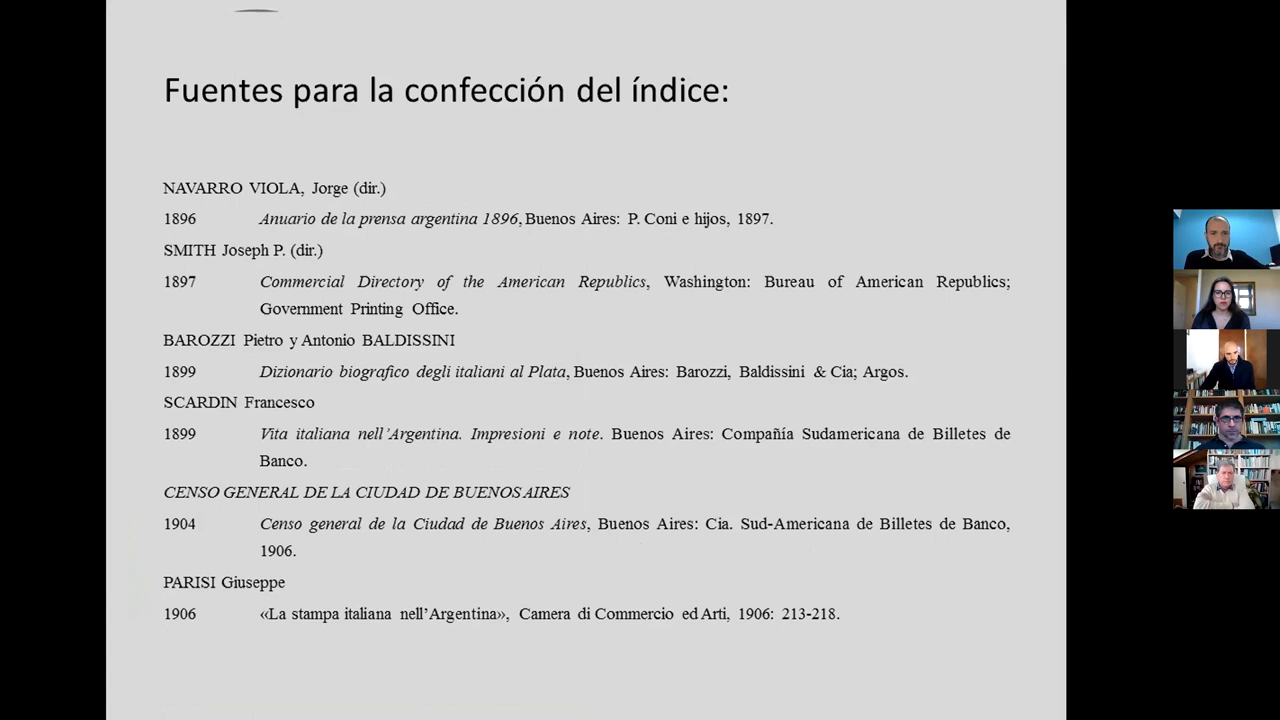 Fuentes para la confección del índice:
NAVARRO VIOLA, Jorge (dir.)
1896 Anuario de la prensa argentina 1896, Buenos Aires: P. Coni e hijos, 1897.
SMITH Joseph P. (dir.)
1897 Commercial Directory of the American Republics, Washington: Bureau of American Republics;
Government Printing Office.
BAROZZI Pietro y Antonio BALDISSINI
1899 Dizionario biografico degli italiani al Plata, Buenos Aires: Barozzi, Baldissini & Cia; Argos.
SCARDIN Francesco
1899 Vita italiana nell'Argentina. Impresioni e note. Buenos Aires: Compañía Sudamericana de Billetes de
Banco.
CENSO GENERAL DE LA CIUDAD DE BUENOS AIRES
1904 Censo general de la Ciudad de Buenos Aires, Buenos Aires: Cia. Sud-Americana de Billetes de Banco,
1906.
PARISI Giuseppe
1906 «La stampa italiana nell’Argentina», Camera di Commercio ed Arti, 1906: 213-218.